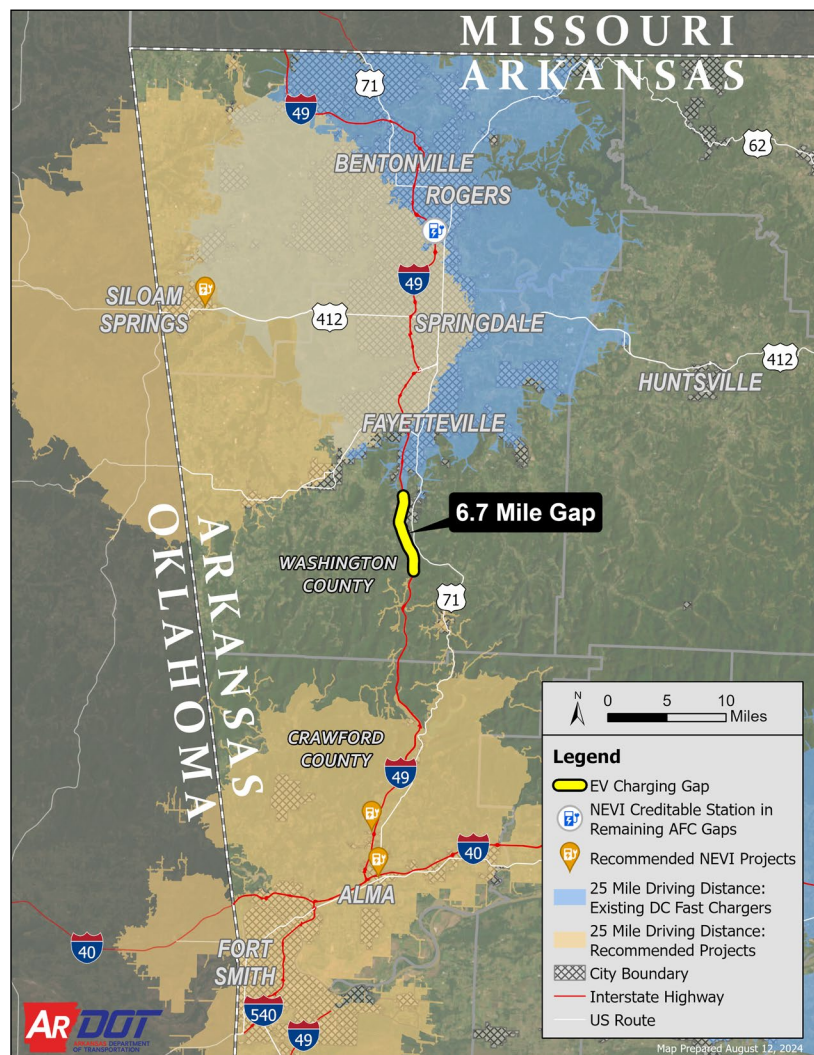 MISSOURI
ARKANSAS
71
49
62
BENTONVILLE
ROGERS
49
SILOAM
SPRINGS
412
SPRINGDALE
412
HUNTSVILLE
FAYETTEVILLE
6.7 Mile Gap
ARKANSAS
OKLAHOMA
WASHINGTON
COUNTY
71
CRAWFORD
COUNTY
49
40
ALMA
40
FORT
SMITH
540
49
N
0 5 10
Miles
Legend
EV Charging Gap
NEVI Creditable Station in
Remaining AFC Gaps
Recommended NEVI Projects
25 Mile Driving Distance:
Existing DC Fast Chargers
25 Mile Driving Distance:
Recommended Projects
City Boundary
Interstate Highway
US Route
ARDOT
ARKANSAS DEPARTMENT
OF TRANSPORTATION
Map Prepared August 12, 2024